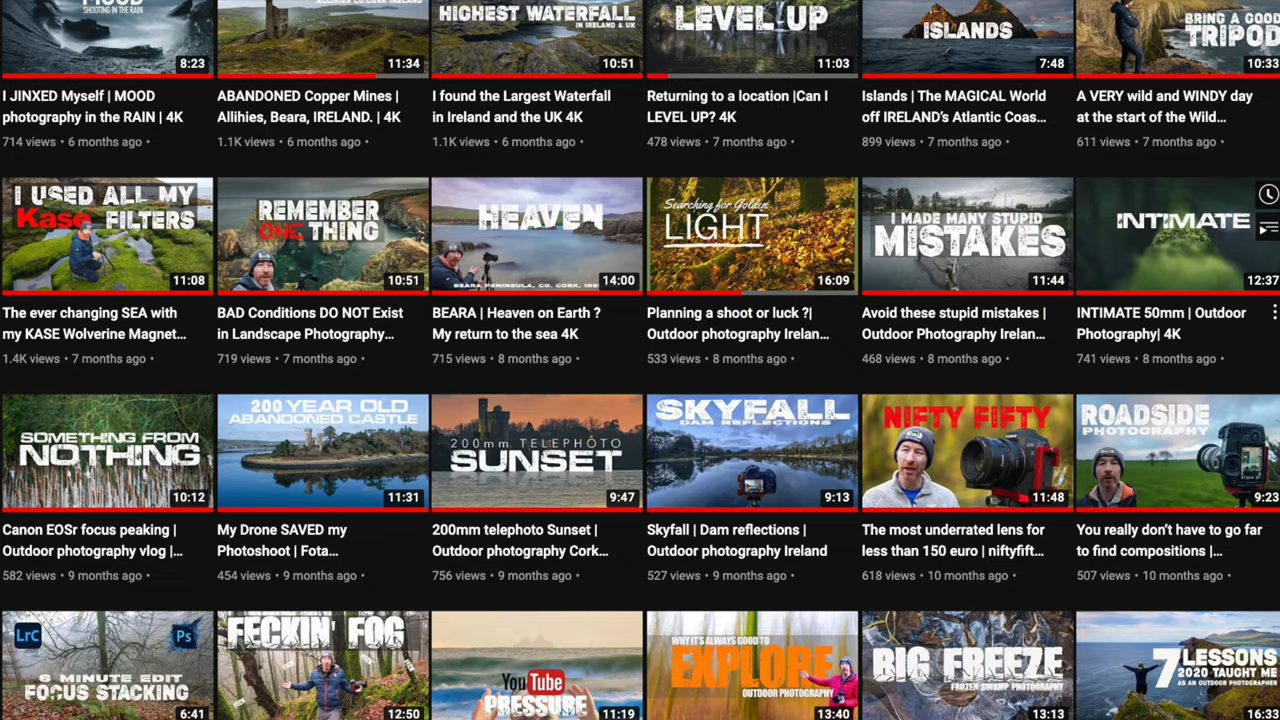 MOOD
SHOOTING IN THE RAIN
8:23
ALLIHIES CO.CORK IRELAND
11:34
HIGHEST WATERFALL
IN IRELAND & UK
10:51
LEVEL UP
11:03
ISLANDS
7:48
BRING A GOOD
TRIPOD
10:33
I JINXED Myself | MOOD
photography in the RAIN | 4K
714 views • 6 months ago •
ABANDONED Copper Mines |
Allihies, Beara, IRELAND. | 4K
1.1K views • 6 months ago •
I found the Largest Waterfall
in Ireland and the UK 4K
1.1K views • 6 months ago •
Returning to a location |Can I
LEVEL UP? 4K
478 views • 7 months ago •
Islands | The MAGICAL World
off IRELAND's Atlantic Coas...
899 views • 7 months ago •
A VERY wild and WINDY day
at the start of the Wild...
611 views • 7 months ago •
I USED ALL MY
Kase FILTERS
11:08
REMEMBER
ONE THING
10:51
HEAVEN
BEARA PENINSULA, CO. CORK, IRE
14:00
Searching for Golden
LIGHT
16:09
I MADE MANY STUPID
MISTAKES
11:44
INTIMATE
12:37
The ever changing SEA with
my KASE Wolverine Magnet...
1.4K views • 7 months ago •
BAD Conditions DO NOT Exist
in Landscape Photography...
719 views • 7 months ago •
BEARA | Heaven on Earth ?
My return to the sea 4K
715 views • 8 months ago •
Planning a shoot or luck ?|
Outdoor photography Irelan...
533 views • 8 months ago •
Avoid these stupid mistakes |
Outdoor Photography Irelan...
468 views • 8 months ago •
INTIMATE 50mm | Outdoor
Photography| 4K
741 views • 8 months ago •
SOMETHING FROM
NOTHING
10:12
200 YEAR OLD
ABANDONED CASTLE
11:31
200mm TELEPHOTO
SUNSET
9:47
SKYFALL
DAM REFLECTIONS
9:13
NIFTY FIFTY
11:48
ROADSIDE
PHOTOGRAPHY
9:23
Canon EOSr focus peaking |
Outdoor photography vlog |...
582 views • 9 months ago •
My Drone SAVED my
Photoshoot | Fota...
454 views • 9 months ago •
200mm telephoto Sunset |
Outdoor photography Cork...
756 views • 9 months ago •
Skyfall | Dam reflections |
Outdoor photography Ireland
527 views • 9 months ago •
The most underrated lens for
less than 150 euro | niftyfift...
618 views • 10 months ago •
You really don't have to go far
to find compositions |...
507 views • 10 months ago •
LrC
Ps
6 MINUTE EDIT
FOCUS STACKING
6:41
FECKIN' FOG
12:50
YouTube
PRESSURE
11:19
WHY IT'S ALWAYS GOOD TO
EXPLORE
OUTDOOR PHOTOGRAPHY
13:40
BIG FREEZE
FROZEN SWAMP PHOTOGRAPHY
13:13
7 LESSONS
2020 TAUGHT ME
AS AN OUTDOOR PHOTOGRAPHER
16:33